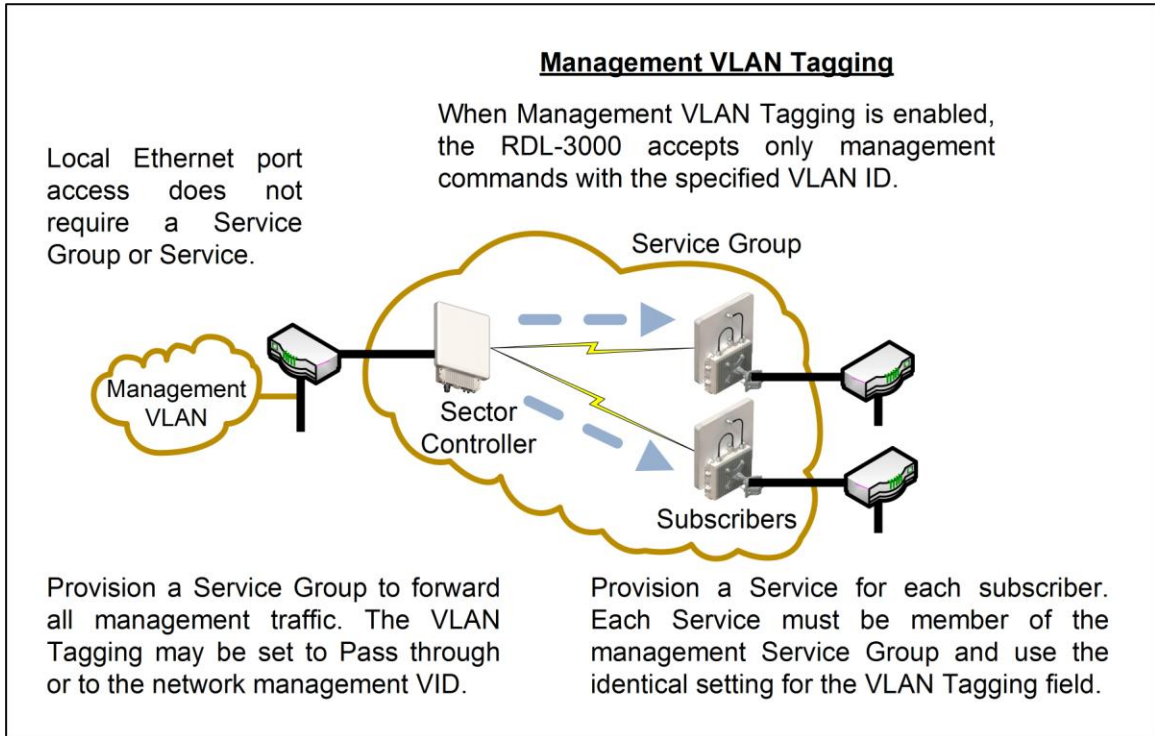 Management VLAN Tagging
When Management VLAN Tagging is enabled,
the RDL-3000 accepts only management
commands with the specified VLAN ID.
Local Ethernet port
access does not
require a Service
Group or Service.
Service Group
Management
VLAN
Sector
Controller
Subscribers
Provision a Service Group to forward
all management traffic. The VLAN
Tagging may be set to Pass through
or to the network management VID.
Provision a Service for each subscriber.
Each Service must be member of the
management Service Group and use the
identical setting for the VLAN Tagging field.